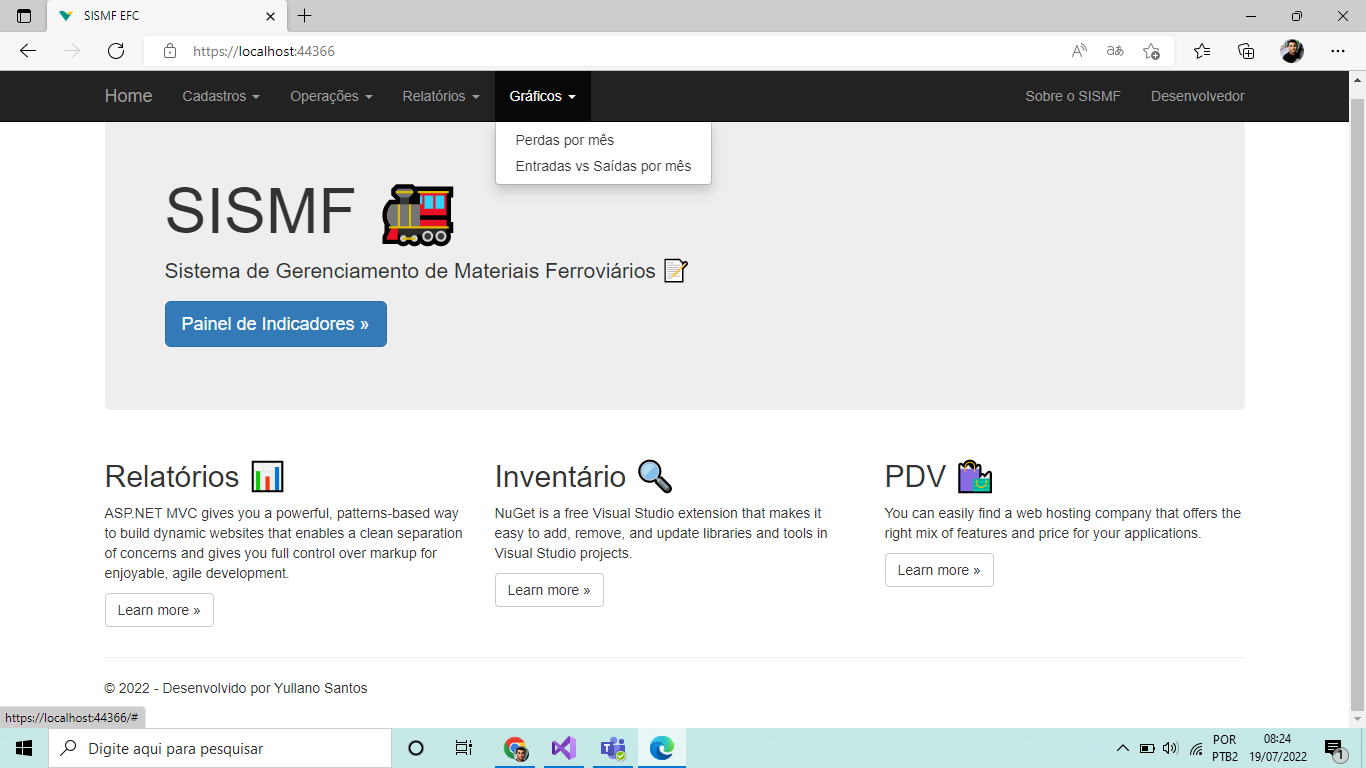 SISMF EFC
https://localhost:44366
Home Cadastros Operações Relatórios Gráficos Sobre o SISMF Desenvolvedor
Perdas por mês
Entradas vs Saídas por mês
SISMF
Sistema de Gerenciamento de Materiais Ferroviários
Painel de Indicadores »
Relatórios
ASP.NET MVC gives you a powerful, patterns-based way
to build dynamic websites that enables a clean separation
of concerns and gives you full control over markup for
enjoyable, agile development.
Learn more »
Inventário
NuGet is a free Visual Studio extension that makes it
easy to add, remove, and update libraries and tools in
Visual Studio projects.
Learn more »
PDV
You can easily find a web hosting company that offers the
right mix of features and price for your applications.
Learn more »
© 2022 - Desenvolvido por Yullano Santos
https://localhost:44366/#
Digite aqui para pesquisar
POR
PTB2
08:24
19/07/2022
1